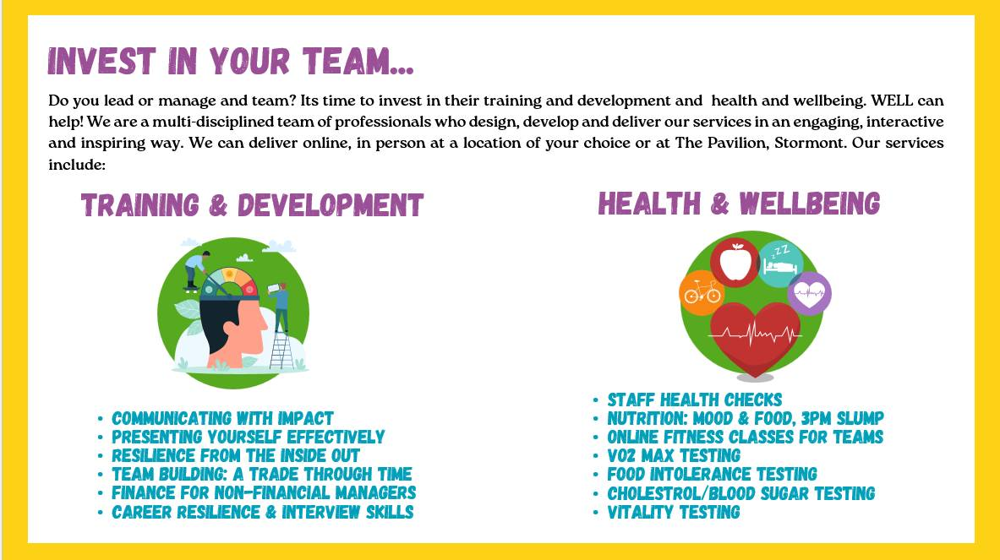 INVEST IN YOUR TEAM...
Do you lead or manage and team? Its time to invest in their training and development and health and wellbeing. WELL can
help! We are a multi-disciplined team of professionals who design, develop and deliver our services in an engaging, interactive
and inspiring way. We can deliver online, in person at a location of your choice or at The Pavilion, Stormont. Our services
include:
TRAINING & DEVELOPMENT
• COMMUNICATING WITH IMPACT
• PRESENTING YOURSELF EFFECTIVELY
• RESILIENCE FROM THE INSIDE OUT
• TEAM BUILDING: A TRADE THROUGH TIME
• FINANCE FOR NON-FINANCIAL MANAGERS
• CAREER RESILIENCE & INTERVIEW SKILLS
HEALTH & WELLBEING
zZZ
• STAFF HEALTH CHECKS
• NUTRITION: MOOD & FOOD, 3PM SLUMP
• ONLINE FITNESS CLASSES FOR TEAMS
• VO2 MAX TESTING
• FOOD INTOLERANCE TESTING
• CHOLESTROL/BLOOD SUGAR TESTING
• VITALITY TESTING